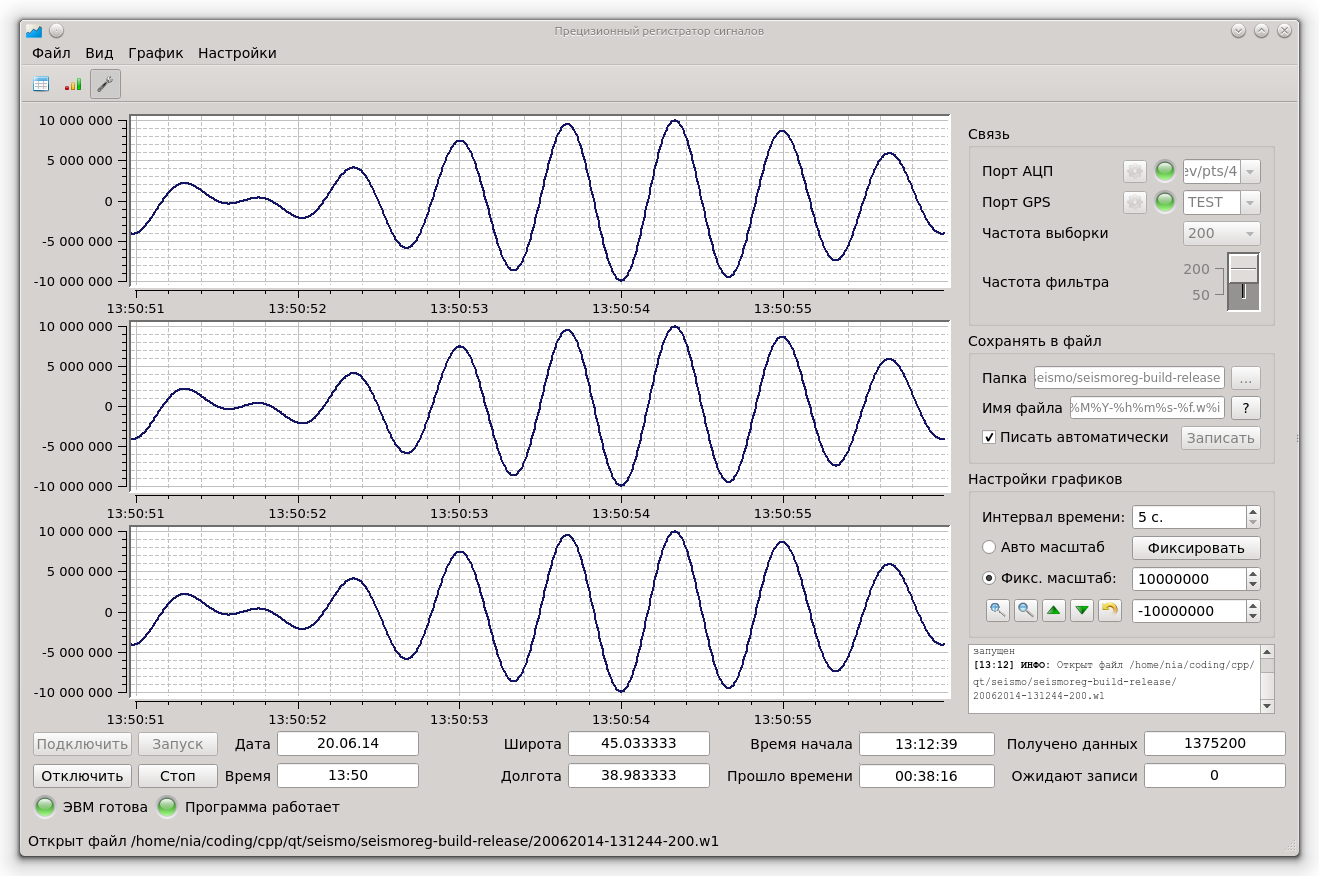 Прецизионный регистратор сигналов
Файл Вид График Настройки
10 000 000
5 000 000
0
-5 000 000
-10 000 000
13:50:51 13:50:52 13:50:53 13:50:54 13:50:55
10 000 000
5 000 000
0
-5 000 000
-10 000 000
13:50:51 13:50:52 13:50:53 13:50:54 13:50:55
10 000 000
5 000 000
0
-5 000 000
-10 000 000
13:50:51 13:50:52 13:50:53 13:50:54 13:50:55
Связь
Порт АЦП ev/pts/4
Порт GPS TEST
Частота выборки 200
200
Частота фильтра
50
Сохранять в файл
Папка seismo/seismoreg-build-release ...
Имя файла %M%Y-%h%m%s-%f.w%i ?
Писать автоматически Записать
Настройки графиков
Интервал времени: 5 с.
Авто масштаб Фиксировать
Фикс. масштаб: 10000000
-10000000
запущен
[13:12] ИНФО: Открыт файл /home/nia/coding/cpp/
qt/seismo/seismoreg-build-release/
20062014-131244-200.w1
Подключить Запуск Дата 20.06.14 Широта 45.033333 Время начала 13:12:39 Получено данных 1375200
Отключить Стоп Время 13:50 Долгота 38.983333 Прошло времени 00:38:16 Ожидают записи 0
ЭВМ готова Программа работает
Открыт файл /home/nia/coding/cpp/qt/seismo/seismoreg-build-release/20062014-131244-200.w1